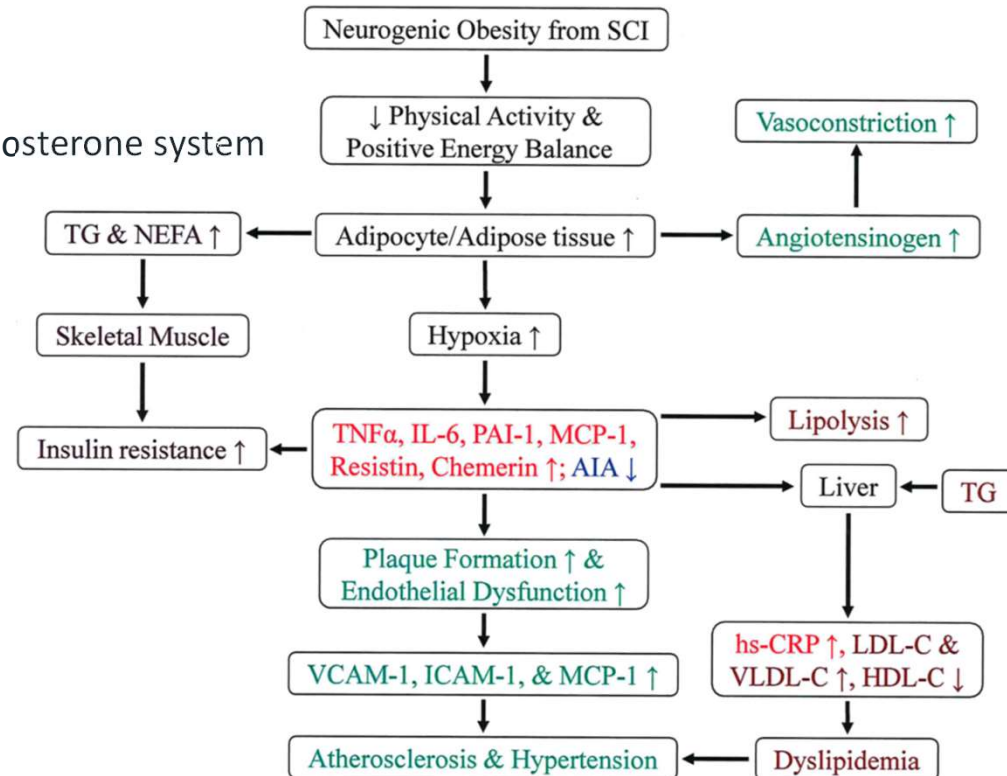 Neurogenic Obesity from SCI
↓ Physical Activity &
Positive Energy Balance
Vasoconstriction ↑
osterone system
TG & NEFA ↑
Adipocyte/Adipose tissue ↑
Angiotensinogen ↑
Skeletal Muscle
Hypoxia ↑
Insulin resistance ↑
TNFα, IL-6, PAI-1, MCP-1,
Resistin, Chemerin ↑; AIA ↓
Lipolysis ↑
Liver
TG
Plaque Formation ↑ &
Endothelial Dysfunction ↑
hs-CRP ↑, LDL-C &
VLDL-C ↑, HDL-C ↓
VCAM-1, ICAM-1, & MCP-1 ↑
Atherosclerosis & Hypertension
Dyslipidemia